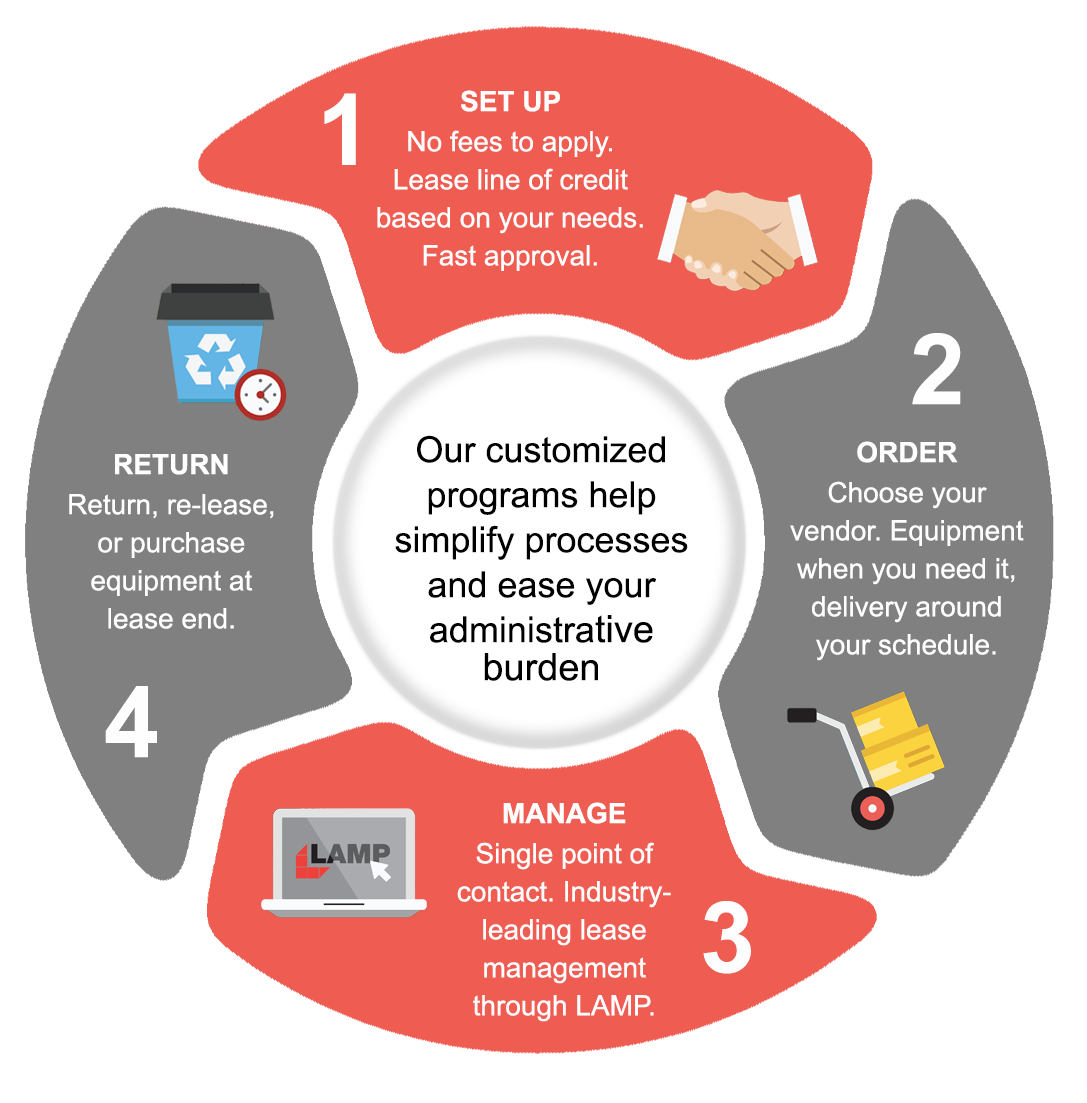 1
SET UP
No fees to apply.
Lease line of credit
based on your needs.
Fast approval.
2
ORDER
Choose your
vendor. Equipment
when you need it,
delivery around
your schedule.
MANAGE
Single point of
contact. Industry-
leading lease
management
through LAMP.
3
LAMP
RETURN
Return, re-lease,
or purchase
equipment at
lease end.
4
Our customized
programs help
simplify processes
and ease your
administrative
burden